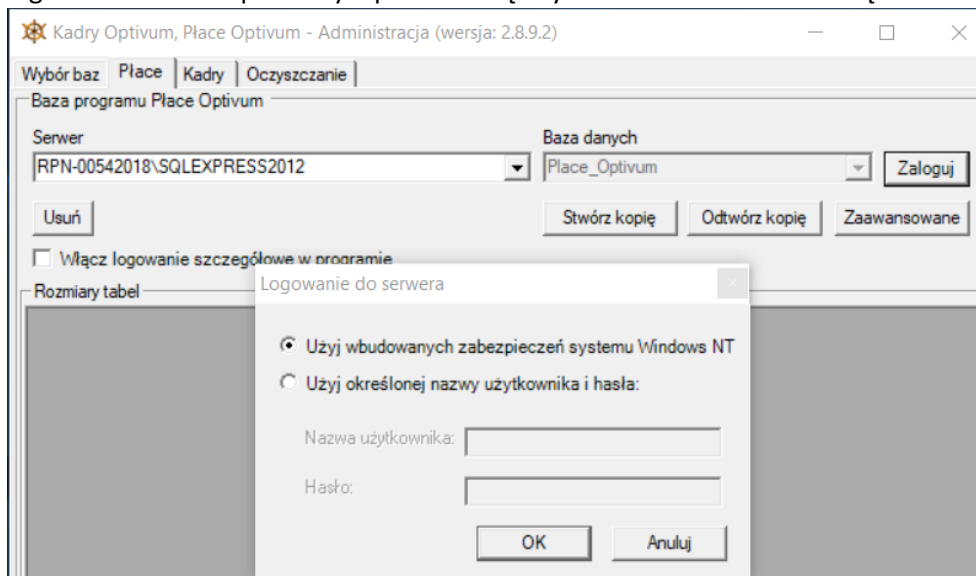 Kadry Optivum, Płace Optivum - Administracja (wersja: 2.8.9.2)
Wybór baz Płace Kadry Oczyszczanie
Baza programu Płace Optivum
Serwer Baza danych
RPN-00542018\SQLEXPRESS2012 Place_Optivum Zaloguj
Usuń Stwórz kopię Odtwórz kopię Zaawansowane
Włącz logowanie szczegółowe w programie
Rozmiary tabel
Logowanie do serwera
Użyj wbudowanych zabezpieczeń systemu Windows NT
Użyj określonej nazwy użytkownika i hasła:
Nazwa użytkownika:
Hasło:
OK Anuluj